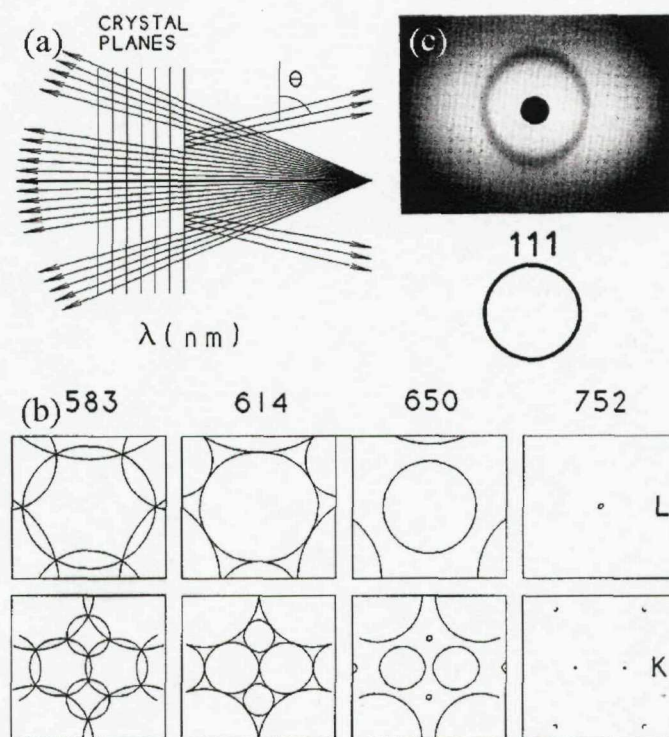 (a)
CRYSTAL
PLANES
θ
(c)
111
λ(nm)
(b) 583 614 650 752
L
K